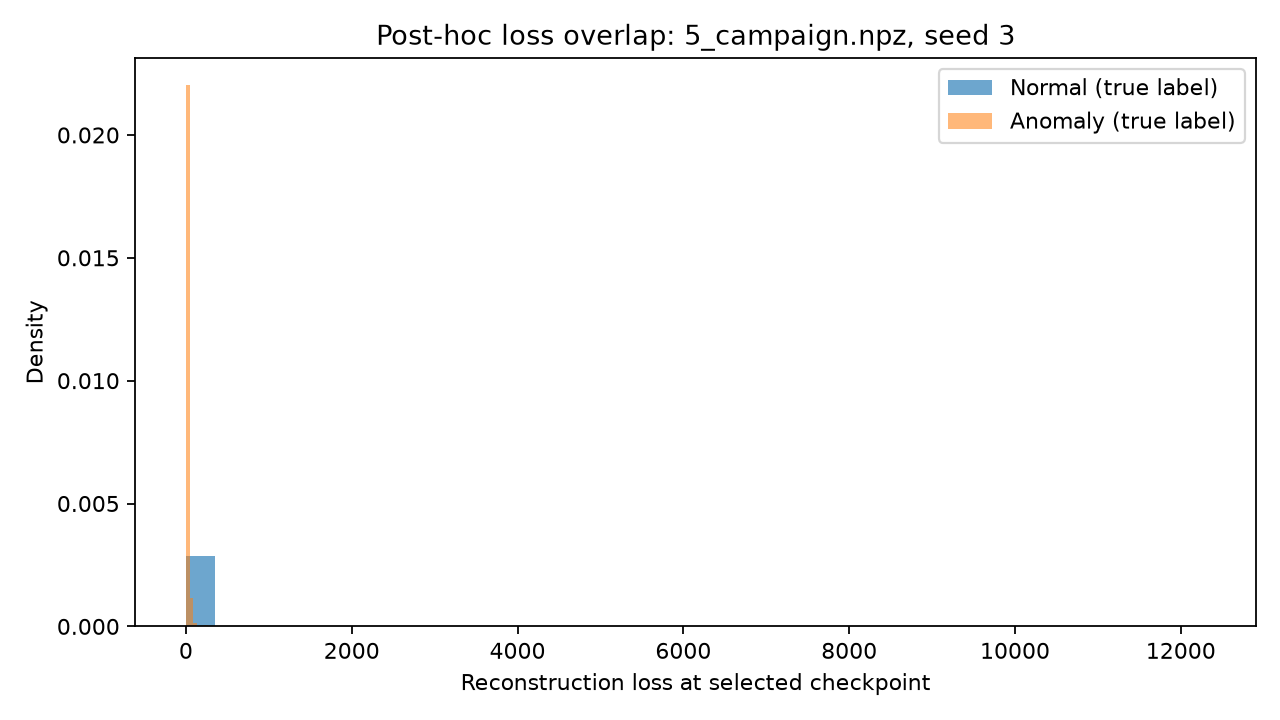 Post-hoc loss overlap: 5_campaign.npz, seed 3
Normal (true label)
Anomaly (true label)
0.020
0.015
0.010
0.005
0.000
Density
0 2000 4000 6000 8000 10000 12000
Reconstruction loss at selected checkpoint